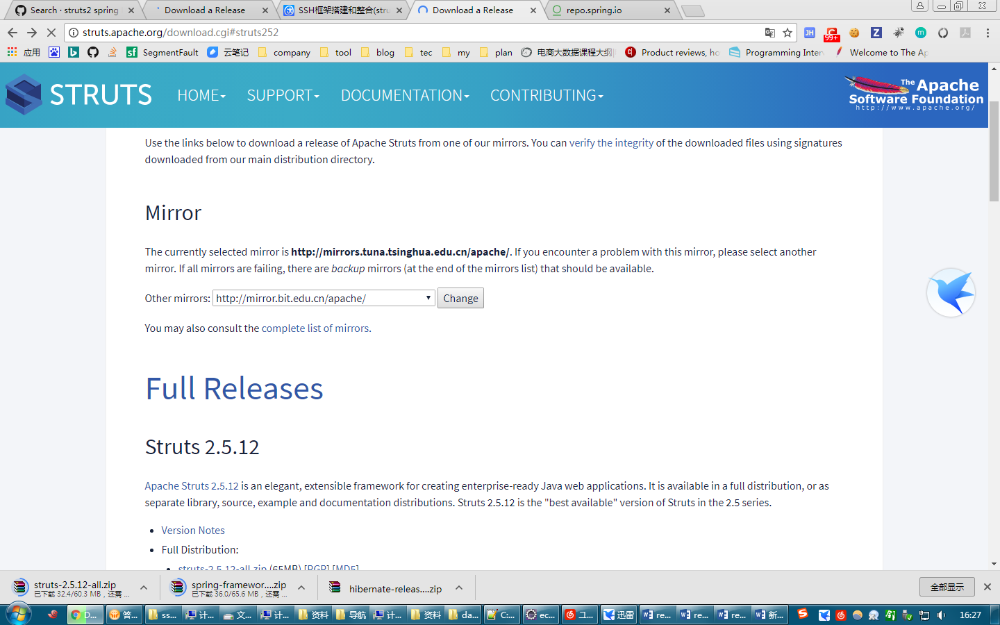 Search · struts2 spring
Download a Release
SSH框架搭建和整合(stru
Download a Release
repo.spring.io
struts.apache.org/download.cgi#struts252
JH
99+
Z
m
应用
SegmentFault
云笔记
company
tool
blog
tec
my
plan
电商大数据课程大纲
Product reviews, ho
Programming Inter
Welcome to The Ap
STRUTS
HOME
SUPPORT
DOCUMENTATION
CONTRIBUTING
The Apache
Software Foundation
http://www.apache.org/
Use the links below to download a release of Apache Struts from one of our mirrors. You can verify the integrity of the downloaded files using signatures
downloaded from our main distribution directory.
Mirror
The currently selected mirror is http://mirrors.tuna.tsinghua.edu.cn/apache/. If you encounter a problem with this mirror, please select another
mirror. If all mirrors are failing, there are backup mirrors (at the end of the mirrors list) that should be available.
Other mirrors: http://mirror.bit.edu.cn/apache/ Change
You may also consult the complete list of mirrors.
Full Releases
Struts 2.5.12
Apache Struts 2.5.12 is an elegant, extensible framework for creating enterprise-ready Java web applications. It is available in a full distribution, or as
separate library, source, example and documentation distributions. Struts 2.5.12 is the "best available" version of Struts in the 2.5 series.
Version Notes
Full Distribution:
struts-2.5.12-all.zip (65MB) [PGP] [MD5]
struts-2.5.12-all.zip
已下载 32.4/60.3 MB，还需 ...
spring-framewor....zip
已下载 36.0/65.6 MB，还需 ...
hibernate-releas....zip
全部显示
D...
答...
ss...
计...
文...
计...
资料
导航
计...
资料
da...
C...
ec...
ユ...
迅雷
re...
re...
re...
新...
16:27